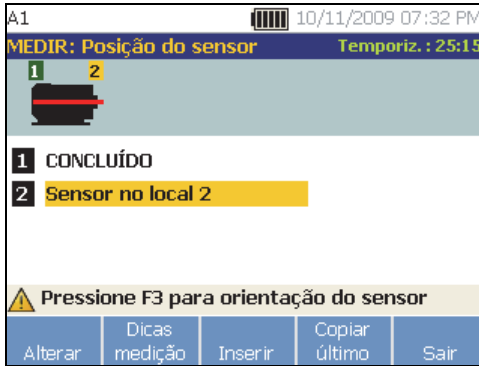 A1 10/11/2009 07:32 PM
MEDIR: Posição do sensor Temporiz. : 25:15
1 2
1 CONCLUÍDO
2 Sensor no local 2
Pressione F3 para orientação do sensor
Alterar Dicas medição Inserir Copiar último Sair